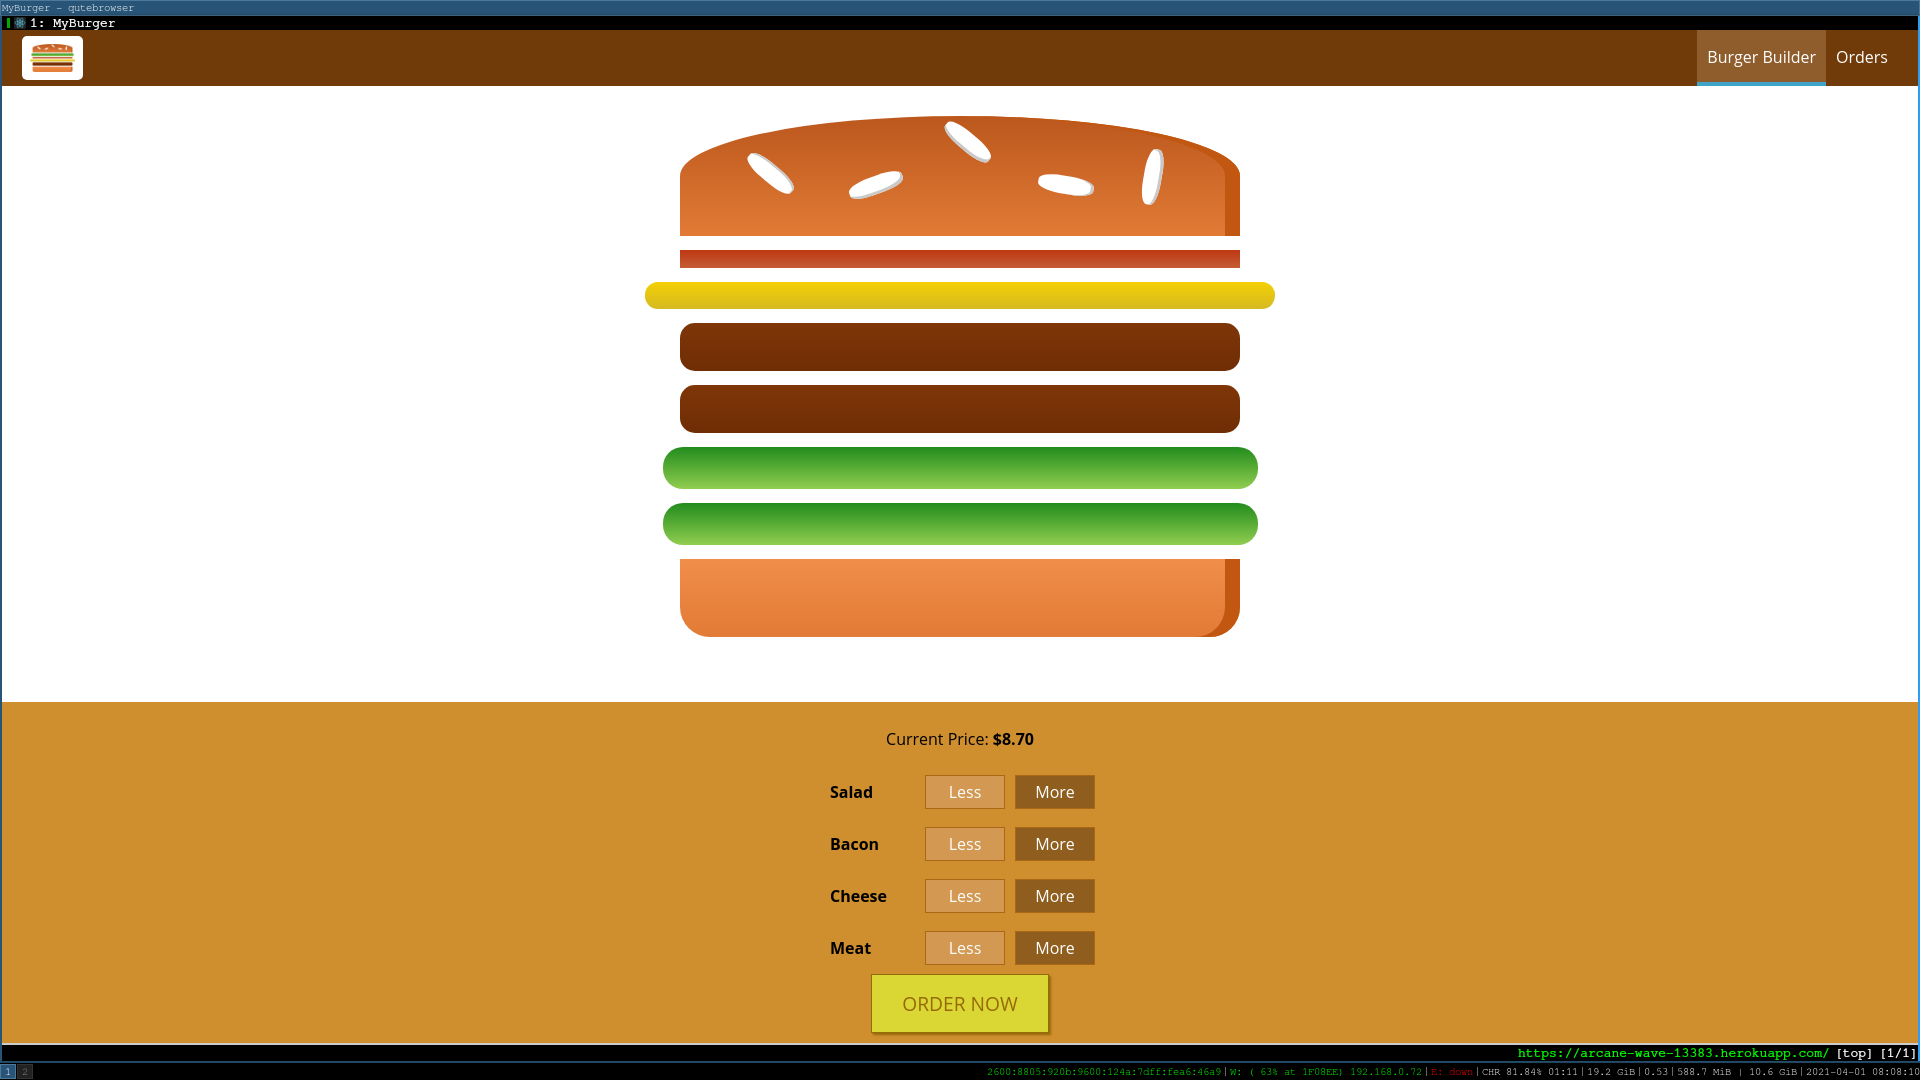 MyBurger - qutebrowser
1: MyBurger
Burger Builder Orders
Current Price: $8.70
Salad Less More
Bacon Less More
Cheese Less More
Meat Less More
ORDER NOW
https://arcane-wave-13383.herokuapp.com/ [top] [1/1]
1 2 2600:8805:920b:9600:124a:7dff:fea6:46a9|W: ( 63% at 1F08EE) 192.168.0.72|E: down|CHR 81.84% 01:11|19.2 GiB|0.53|588.7 MiB | 10.6 GiB|2021-04-01 08:08:10